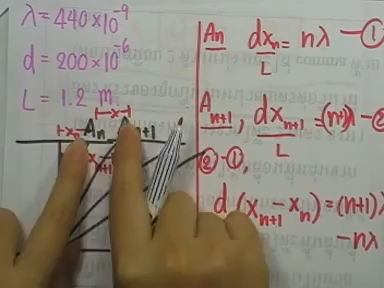 λ = 440×10⁻⁹
d = 200×10⁻⁶
L = 1.2 m
⊢x⊣
⊢xₙ Aₙ n+1
Aₙ dxₙ/L = nλ — ①
Aₙ₊₁, dxₙ₊₁/L = (n+1)λ — ②
② - ①,
d (xₙ₊₁ - xₙ) = (n+1)λ
- nλ